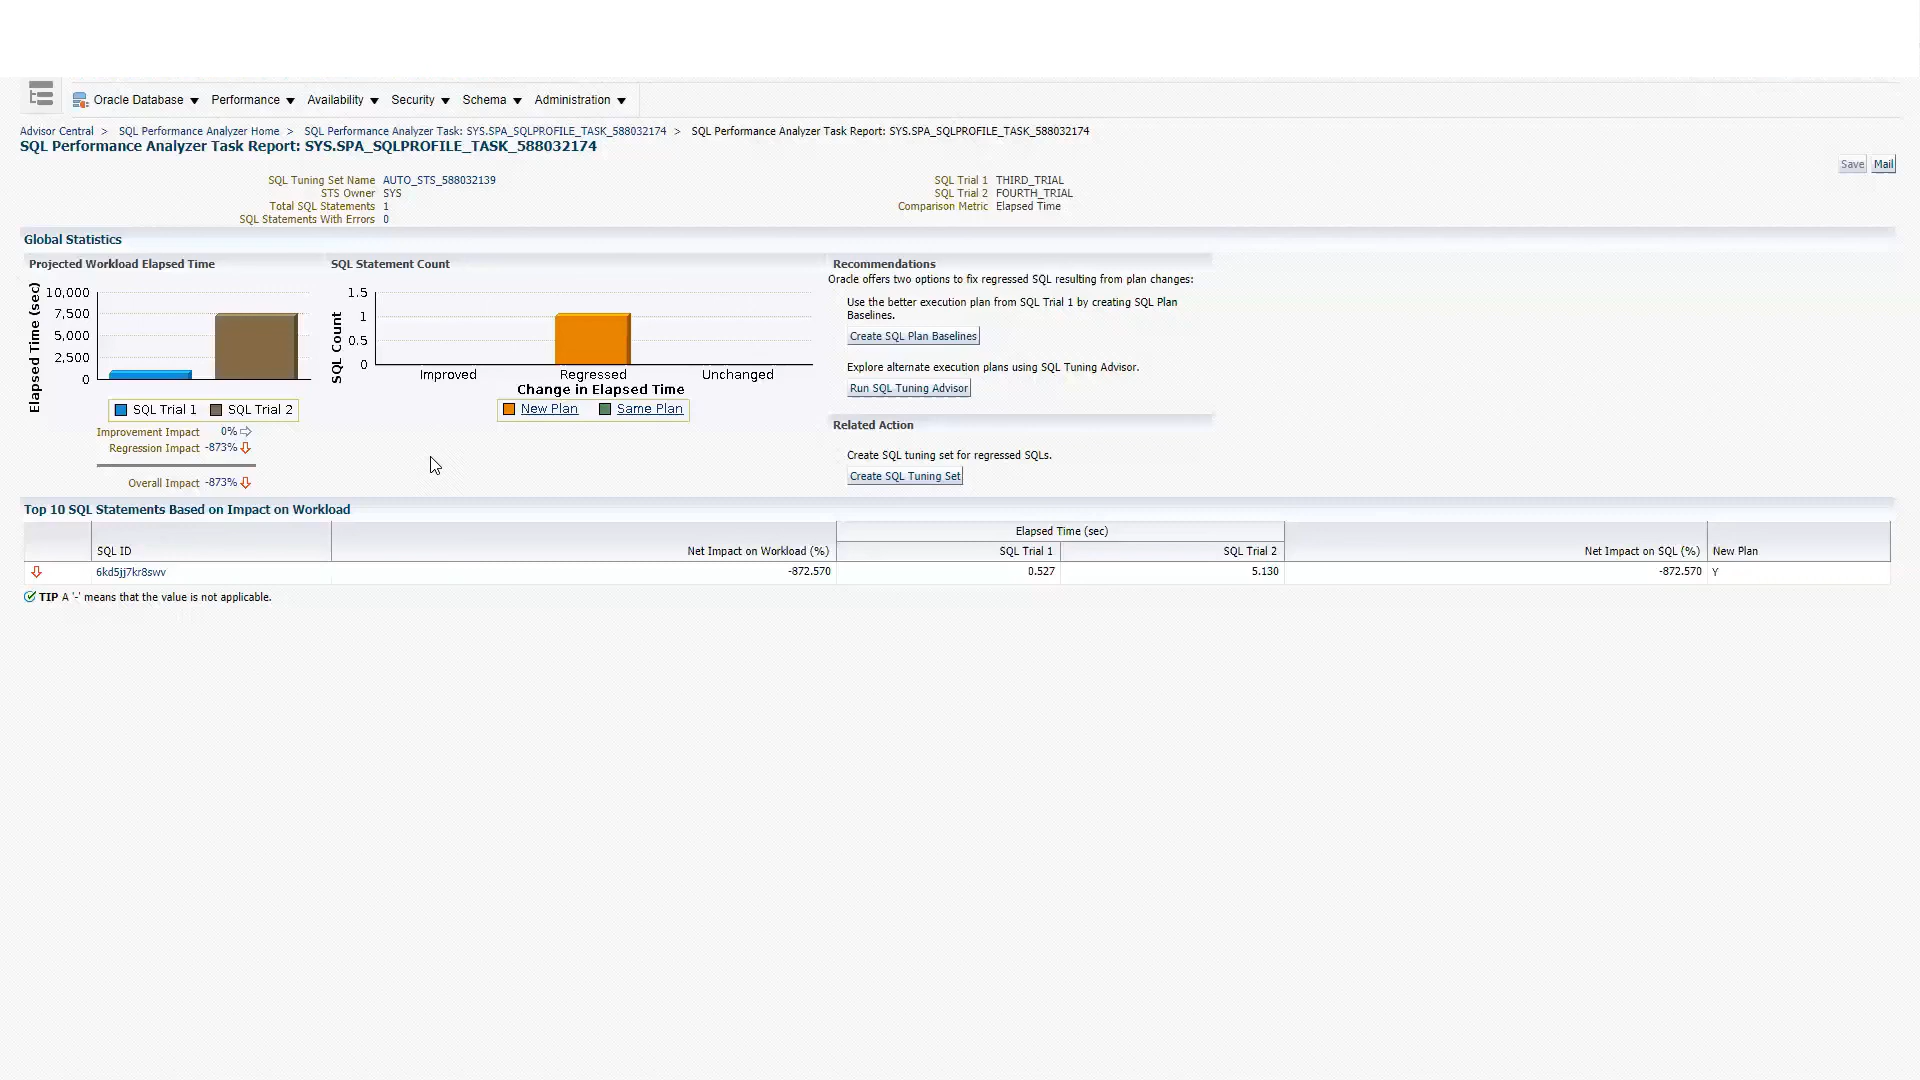 Oracle Database Performance Availability Security Schema Administration
Advisor Central > SQL Performance Analyzer Home > SQL Performance Analyzer Task: SYS.SPA_SQLPROFILE_TASK_588032174 > SQL Performance Analyzer Task Report: SYS.SPA_SQLPROFILE_TASK_588032174
SQL Performance Analyzer Task Report: SYS.SPA_SQLPROFILE_TASK_588032174
Save Mail
SQL Tuning Set Name AUTO_STS_588032139
STS Owner SYS
Total SQL Statements 1
SQL Statements With Errors 0
SQL Trial 1 THIRD_TRIAL
SQL Trial 2 FOURTH_TRIAL
Comparison Metric Elapsed Time
Global Statistics
Projected Workload Elapsed Time
Elapsed Time (sec)
10,000
7,500
5,000
2,500
0
SQL Trial 1 SQL Trial 2
Improvement Impact 0%
Regression Impact -873%
Overall Impact -873%
SQL Statement Count
SQL Count
1.5
1
0.5
0
Improved Regressed Unchanged
Change in Elapsed Time
New Plan Same Plan
Recommendations
Oracle offers two options to fix regressed SQL resulting from plan changes:
Use the better execution plan from SQL Trial 1 by creating SQL Plan
Baselines.
Create SQL Plan Baselines
Explore alternate execution plans using SQL Tuning Advisor.
Run SQL Tuning Advisor
Related Action
Create SQL tuning set for regressed SQLs.
Create SQL Tuning Set
Top 10 SQL Statements Based on Impact on Workload
Elapsed Time (sec)
SQL ID Net Impact on Workload (%) SQL Trial 1 SQL Trial 2 Net Impact on SQL (%) New Plan
6kd5jj7kr8swv -872.570 0.527 5.130 -872.570 Y
TIP A '-' means that the value is not applicable.